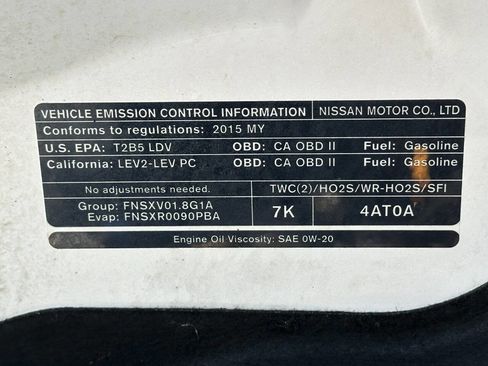 VEHICLE EMISSION CONTROL INFORMATION NISSAN MOTOR CO., LTD
Conforms to regulations: 2015 MY
U.S. EPA: T2B5 LDV OBD: CA OBD II Fuel: Gasoline
California: LEV2-LEV PC OBD: CA OBD II Fuel: Gasoline
No adjustments needed. TWC(2)/HO2S/WR-HO2S/SFI
Group: FNSXV01.8G1A
Evap: FNSXR0090PBA
7K 4AT0A
Engine Oil Viscosity: SAE 0W-20